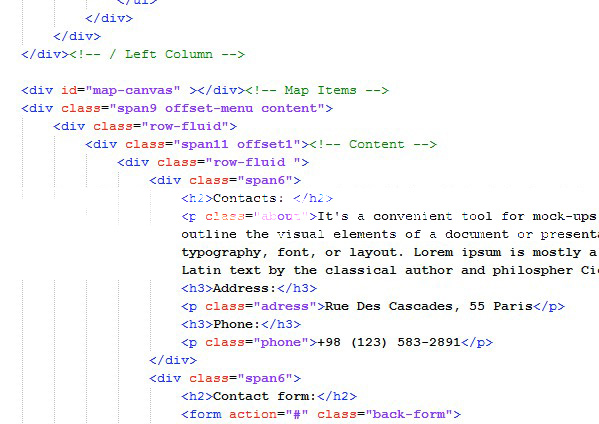 </ul>
</div>
</div>
</div><!-- / Left Column -->
<div id="map-canvas" ></div><!-- Map Items -->
<div class="span9 offset-menu content">
<div class="row-fluid">
<div class="span11 offset1"><!-- Content -->
<div class="row-fluid ">
<div class="span6">
<h2>Contacts: </h2>
<p class="about">It's a convenient tool for mock-ups
outline the visual elements of a document or present
typography, font, or layout. Lorem ipsum is mostly a
Latin text by the classical author and philospher Ci
<h3>Address:</h3>
<p class="adress">Rue Des Cascades, 55 Paris</p>
<h3>Phone:</h3>
<p class="phone">+98 (123) 583-2891</p>
</div>
<div class="span6">
<h2>Contact form:</h2>
<form action="#" class="back-form">